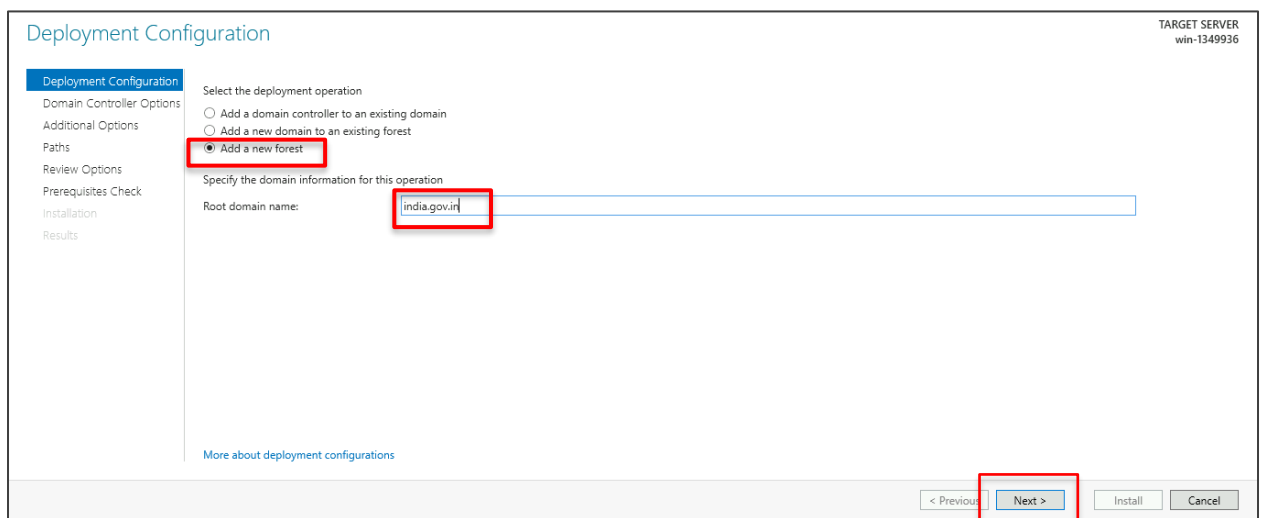 Deployment Configuration
TARGET SERVER
win-1349936
Deployment Configuration
Domain Controller Options
Additional Options
Paths
Review Options
Prerequisites Check
Installation
Results
Select the deployment operation
Add a domain controller to an existing domain
Add a new domain to an existing forest
Add a new forest
Specify the domain information for this operation
Root domain name: india.gov.in
More about deployment configurations
< Previous Next > Install Cancel